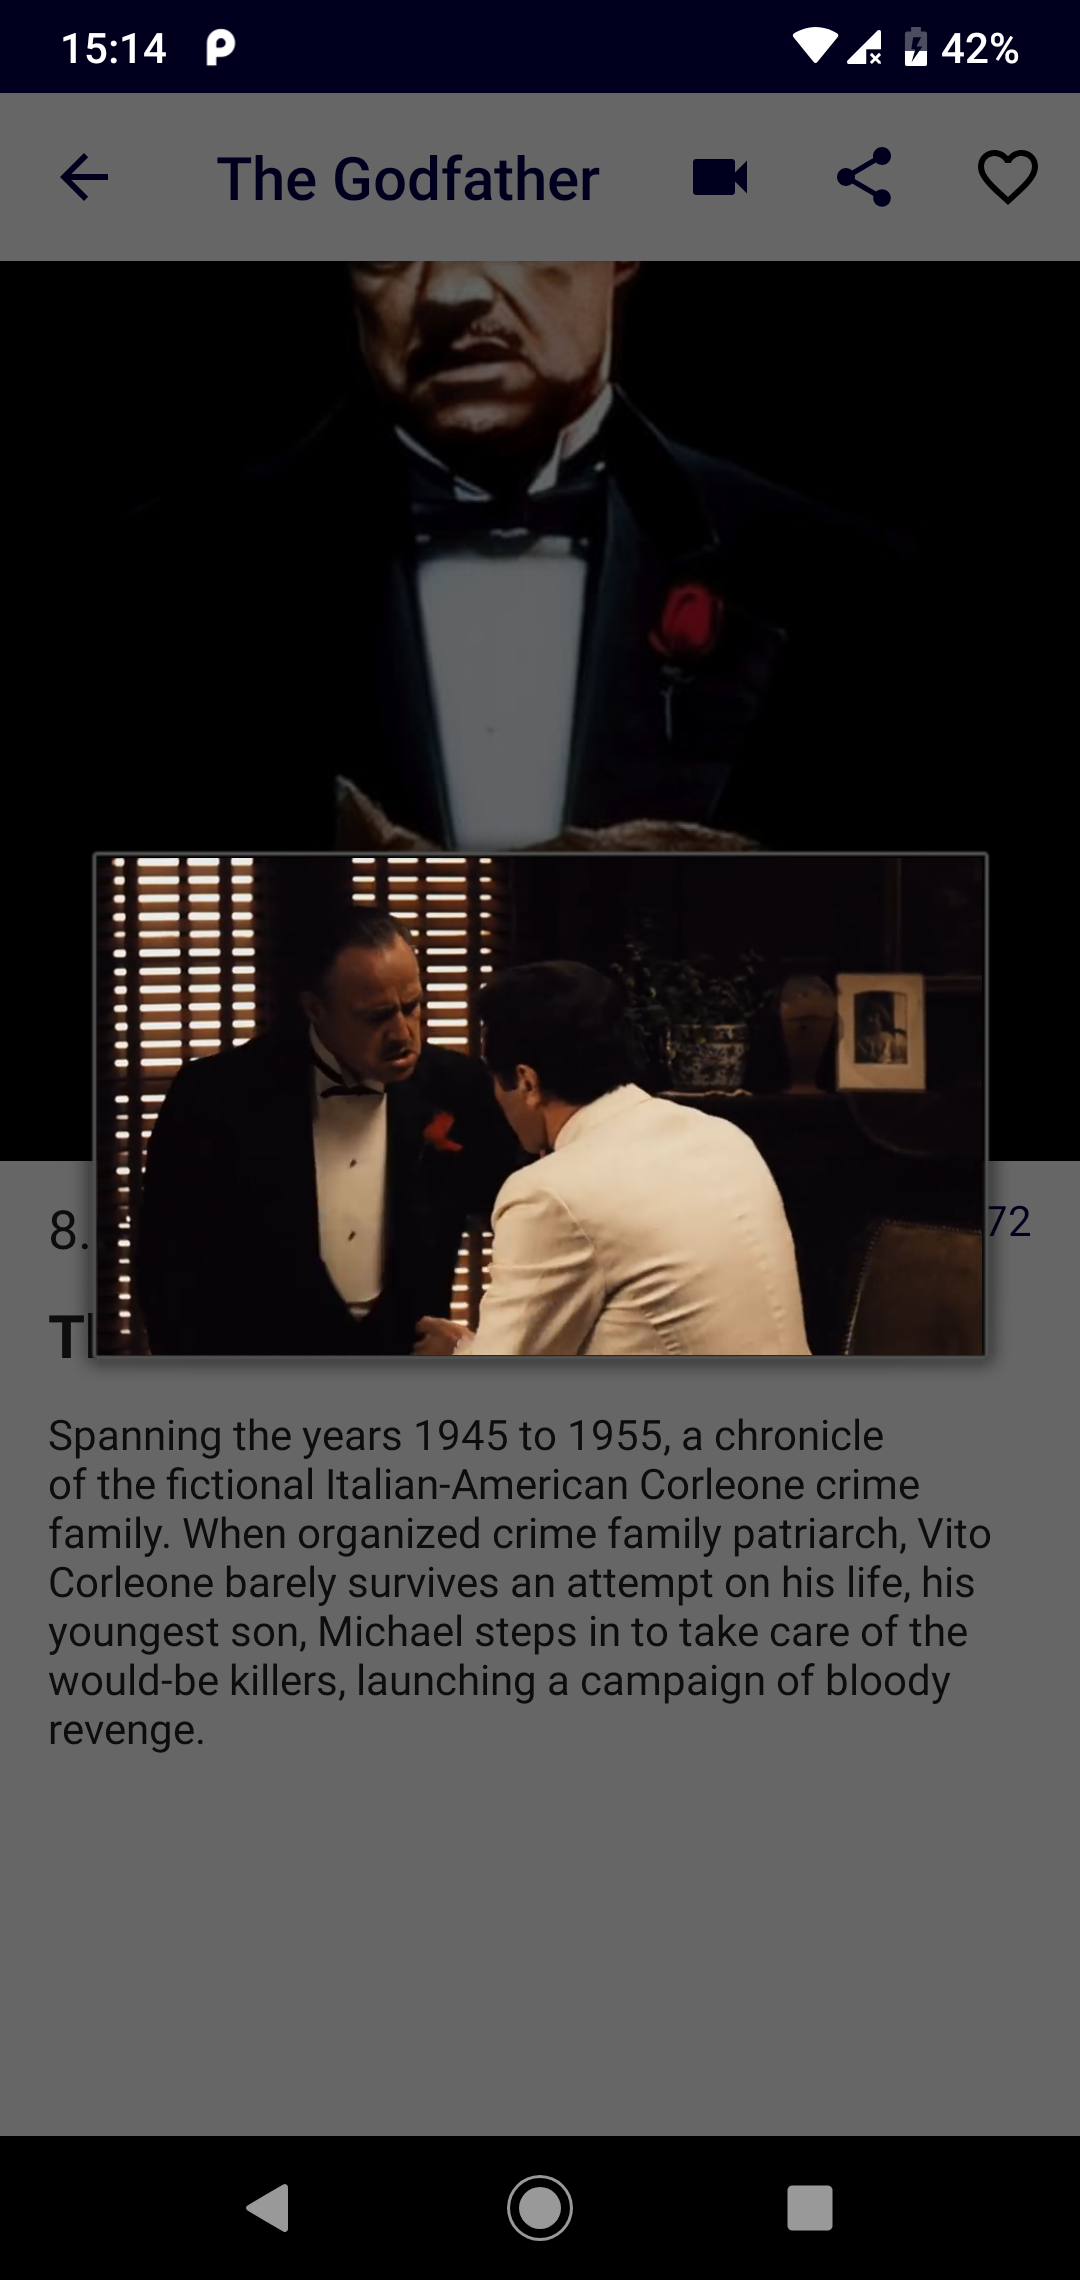 15:14 42%
The Godfather
8. 72
Spanning the years 1945 to 1955, a chronicle
of the fictional Italian-American Corleone crime
family. When organized crime family patriarch, Vito
Corleone barely survives an attempt on his life, his
youngest son, Michael steps in to take care of the
would-be killers, launching a campaign of bloody
revenge.